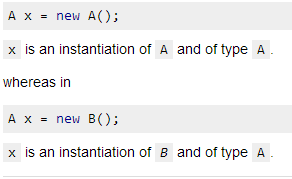 A x = new A();
x is an instantiation of A and of type A.
whereas in
A x = new B();
x is an instantiation of B and of type A.